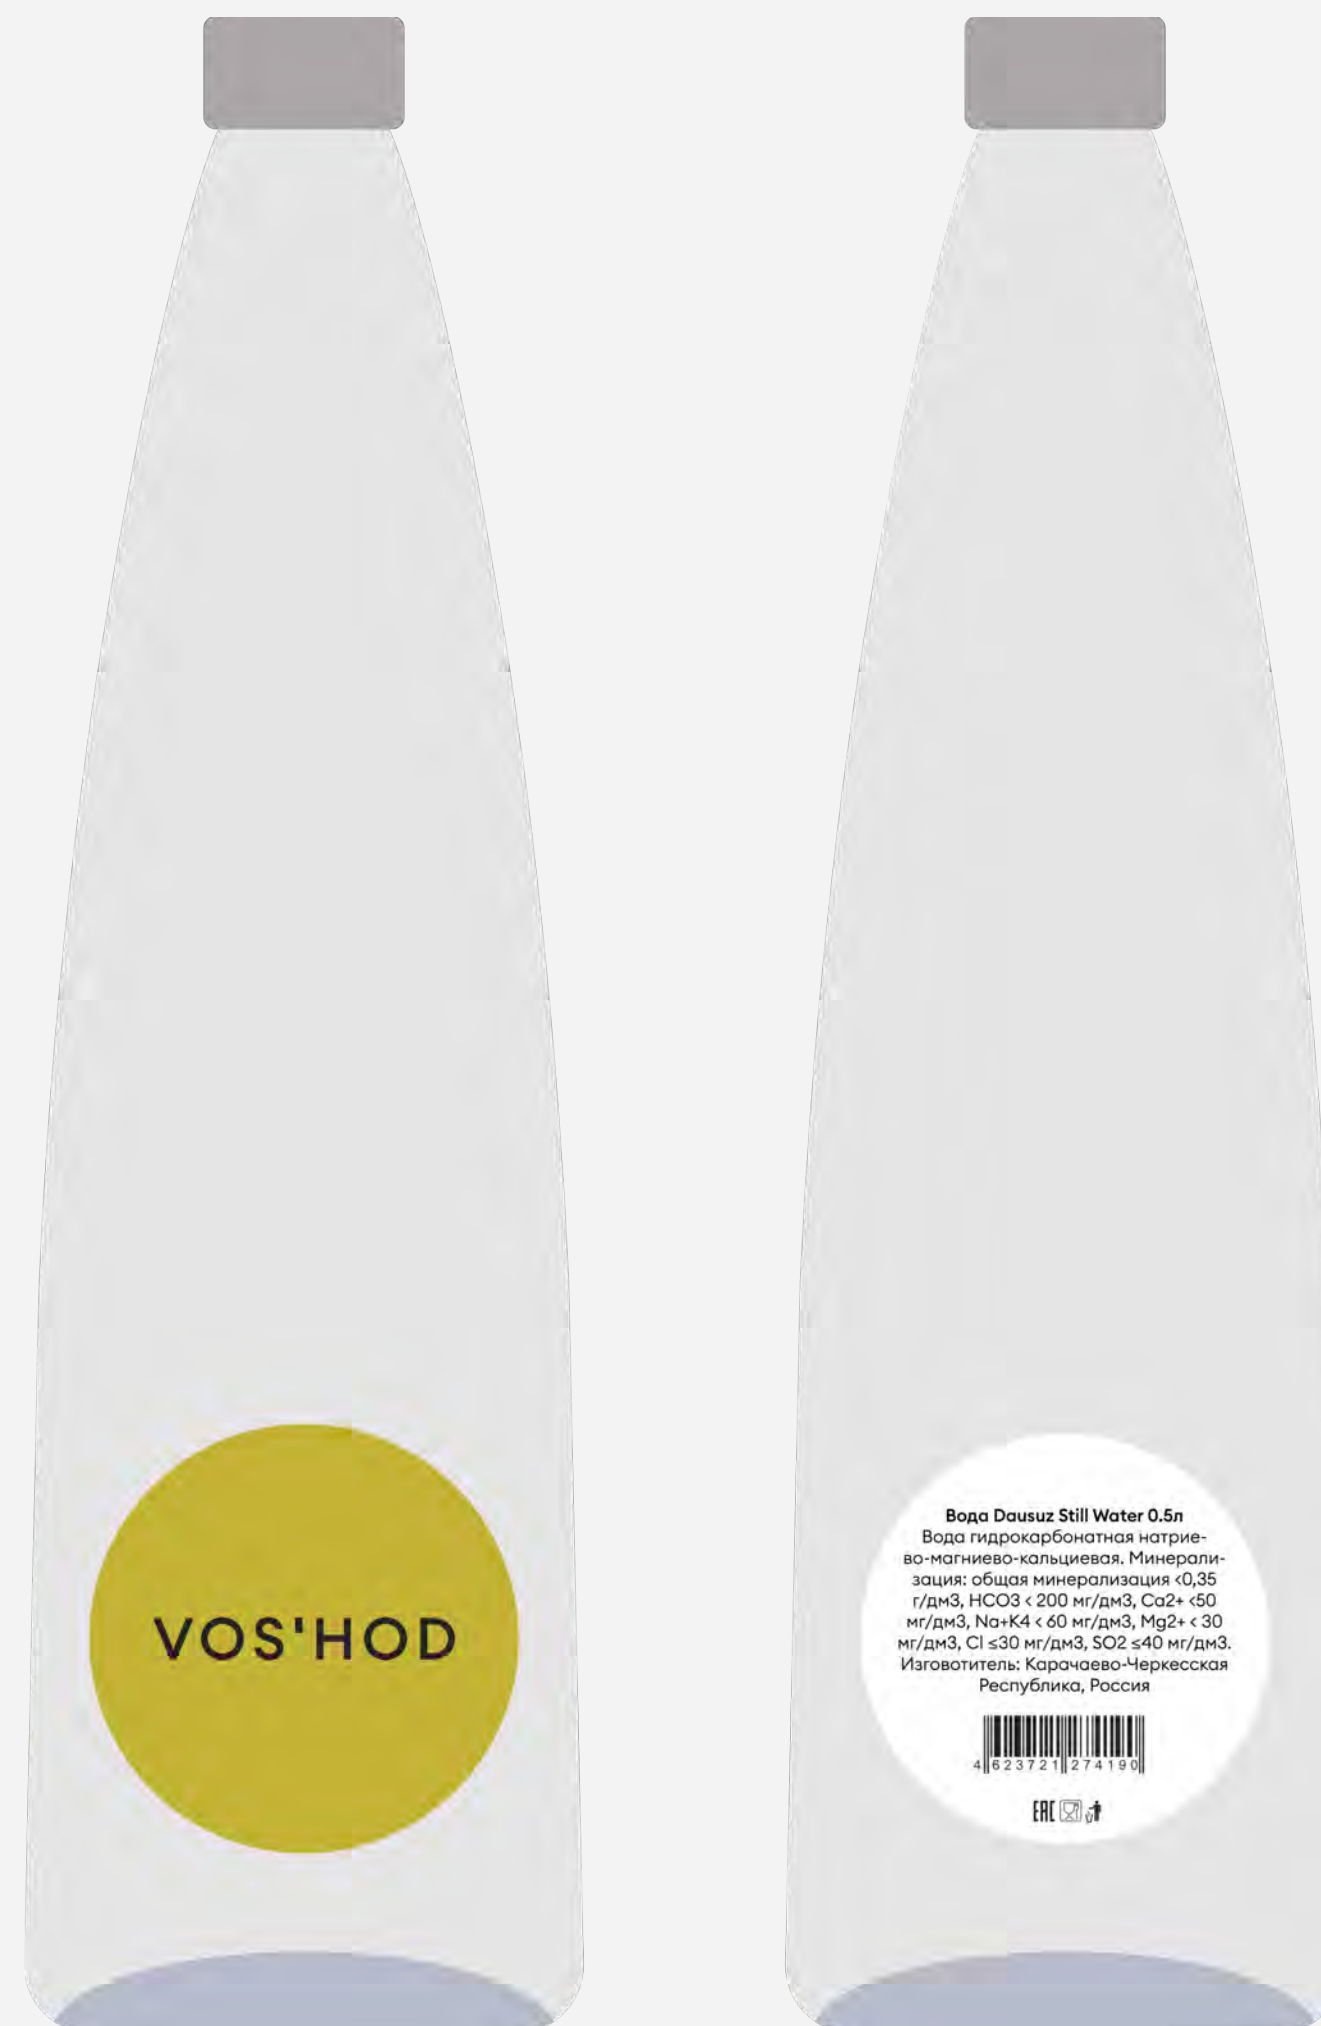 VOS'HOD
Вода Dausuz Still Water 0.5л
Вода гидрокарбонатная натрие-
во-магниево-кальциевая. Минерали-
зация: общая минерализация <0,35
г/дм3, HCO3 < 200 мг/дм3, Ca2+ <50
мг/дм3, Na+K4 < 60 мг/дм3, Mg2+ < 30
мг/дм3, Cl ≤30 мг/дм3, SO2 ≤40 мг/дм3.
Изговотитель: Карачаево-Черкесская
Республика, Россия
4 623721 274190
EAC